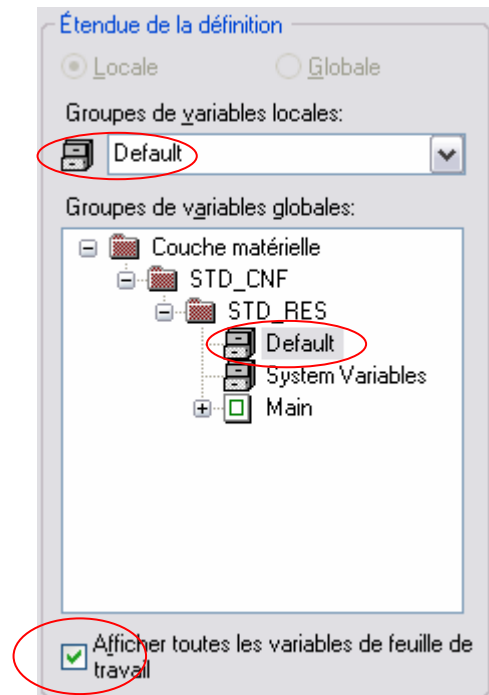 Étendue de la définition
Locale Globale
Groupes de variables locales:
Default
Groupes de variables globales:
Couche matérielle
STD_CNF
STD_RES
Default
System Variables
Main
Afficher toutes les variables de feuille de
travail